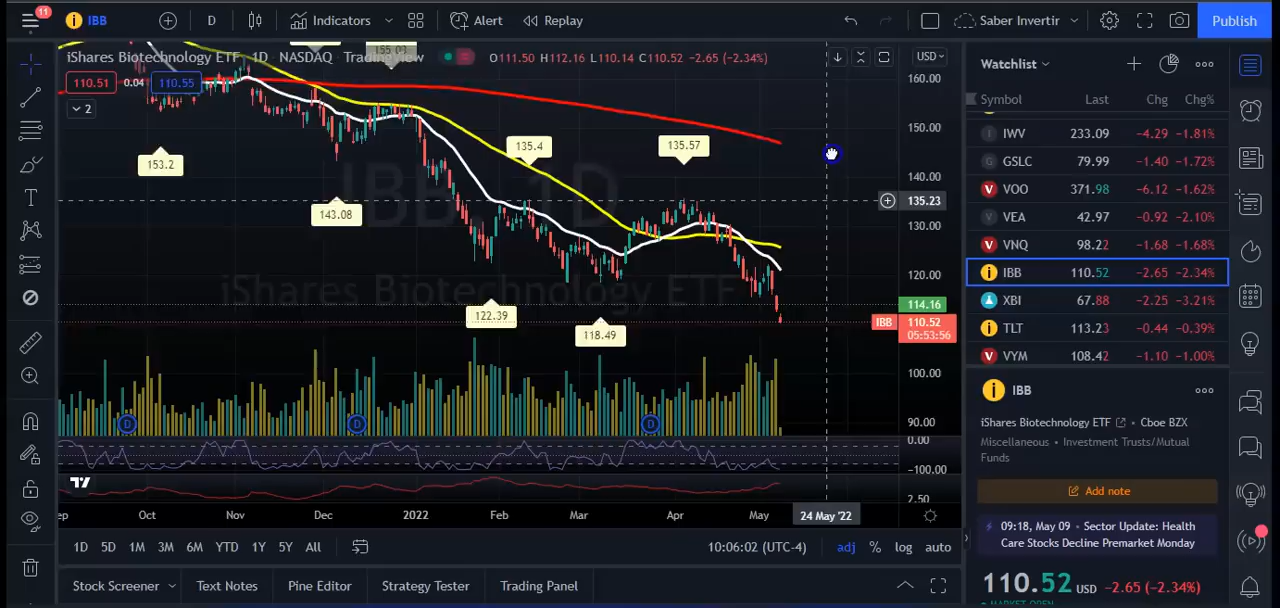 11
IBB
D
Indicators
Alert
Replay
Saber Invertir
Publish
iShares Biotechnology ETF 1D NASDAQ TradingView
O111.50 H112.16 L110.14 C110.52 -2.65 (-2.34%)
USD
110.51 0.04 110.55
2
IBB, 1D
iShares Biotechnology ETF
153.2
143.08
135.4
135.57
122.39
118.49
160.00
150.00
140.00
135.23
130.00
120.00
114.16
IBB 110.52
05:53:56
100.00
90.00
0.00
-100.00
2.50
D
D
D
Oct Nov Dec 2022 Feb Mar Apr May 24 May '22
1D 5D 1M 3M 6M YTD 1Y 5Y All
10:06:02 (UTC-4) adj % log auto
Stock Screener Text Notes Pine Editor Strategy Tester Trading Panel
Watchlist
Symbol Last Chg Chg%
IWV 233.09 -4.29 -1.81%
GSLC 79.99 -1.40 -1.72%
VOO 371.98 -6.12 -1.62%
VEA 42.97 -0.92 -2.10%
VNQ 98.22 -1.68 -1.68%
IBB 110.52 -2.65 -2.34%
XBI 67.88 -2.25 -3.21%
TLT 113.23 -0.44 -0.39%
VYM 108.42 -1.10 -1.00%
IBB
iShares Biotechnology ETF • Cboe BZX
Miscellaneous • Investment Trusts/Mutual
Funds
Add note
09:18, May 09 • Sector Update: Health
Care Stocks Decline Premarket Monday
110.52 USD -2.65 (-2.34%)
MARKET OPEN